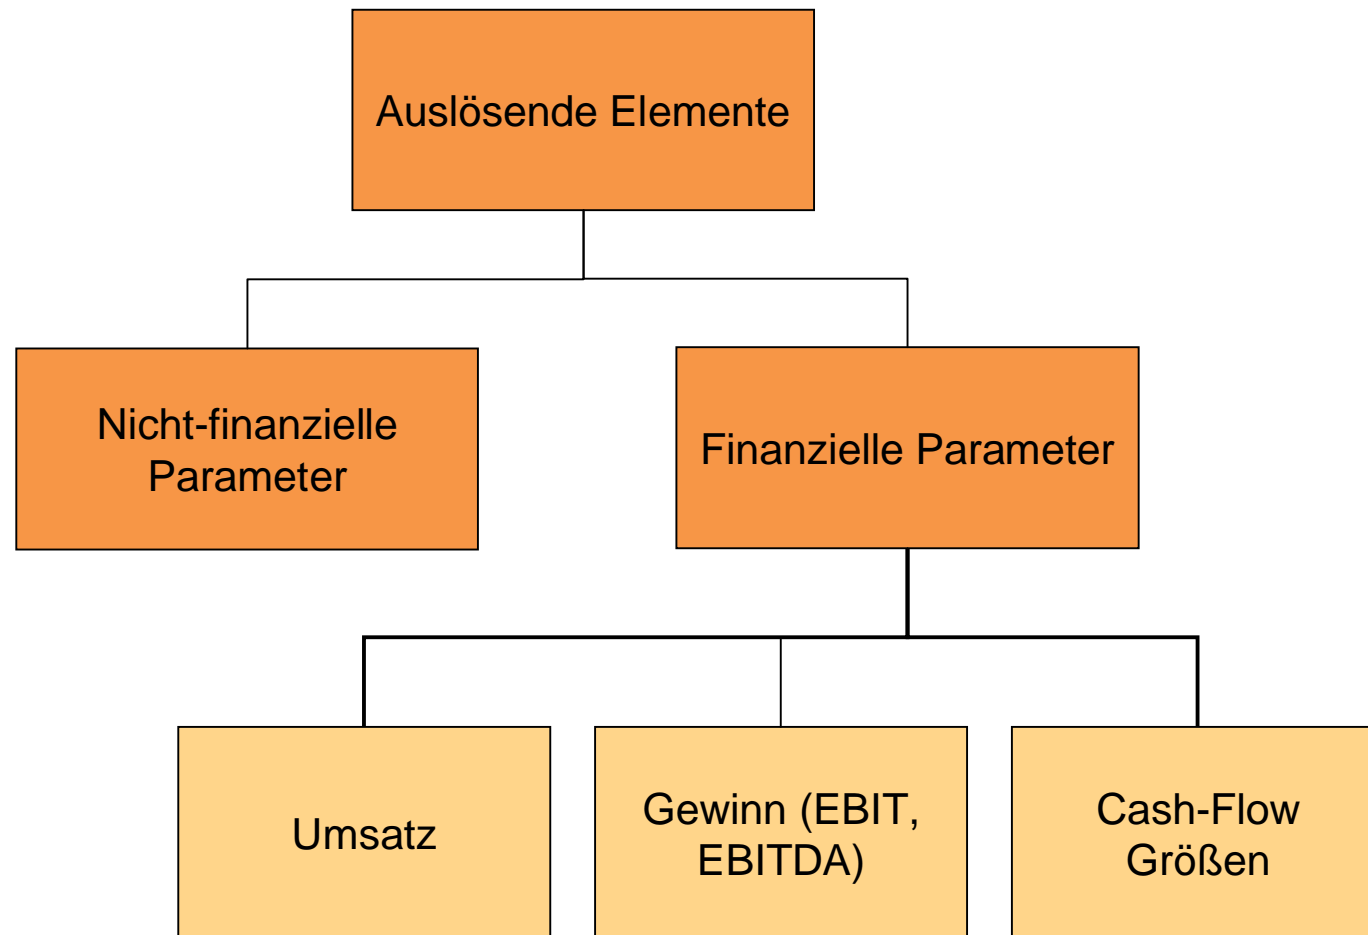 Auslösende Elemente
Nicht-finanzielle
Parameter
Finanzielle Parameter
Umsatz
Gewinn (EBIT,
EBITDA)
Cash-Flow
Größen